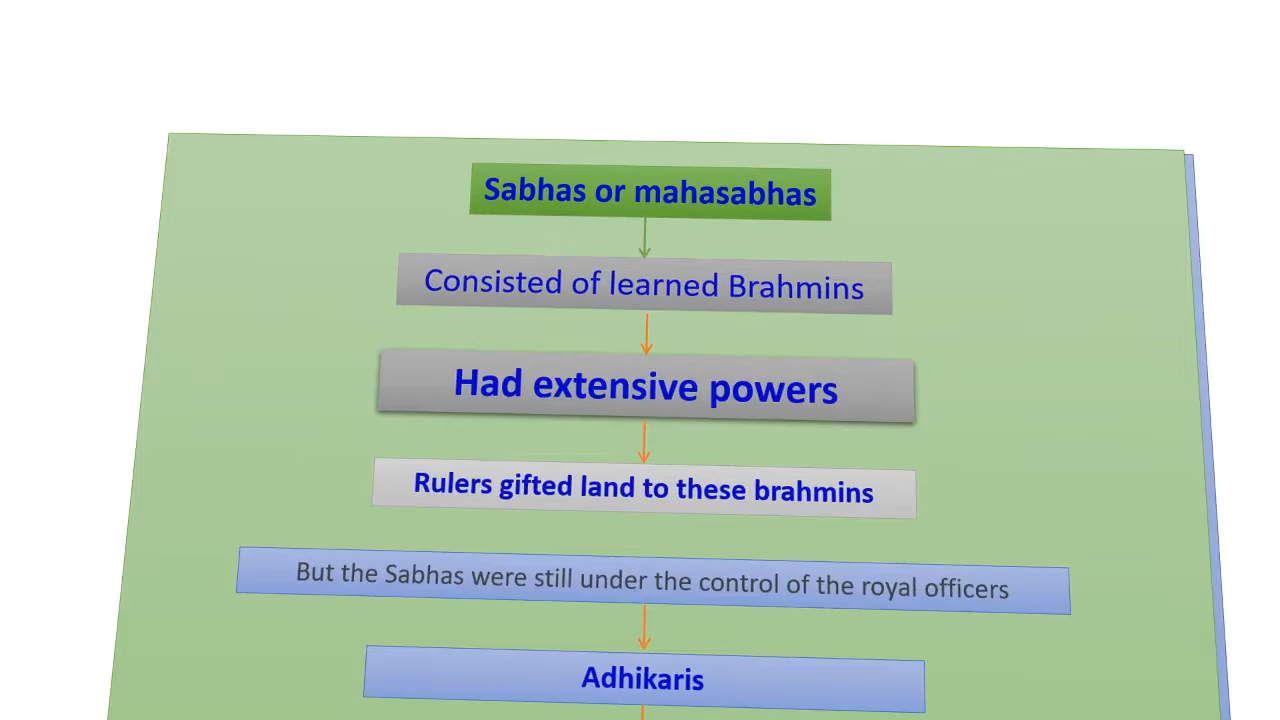 Sabhas or mahasabhas
Consisted of learned Brahmins
Had extensive powers
Rulers gifted land to these brahmins
But the Sabhas were still under the control of the royal officers
Adhikaris